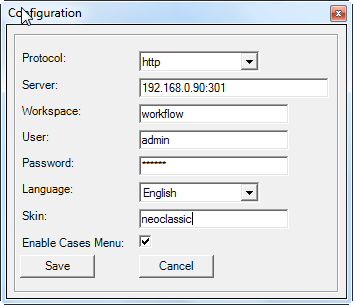 Configuration
Protocol: http
Server: 192.168.0.90:301
Workspace: workflow
User: admin
Password: ******
Language: English
Skin: neoclassic
Enable Cases Menu:
Save Cancel